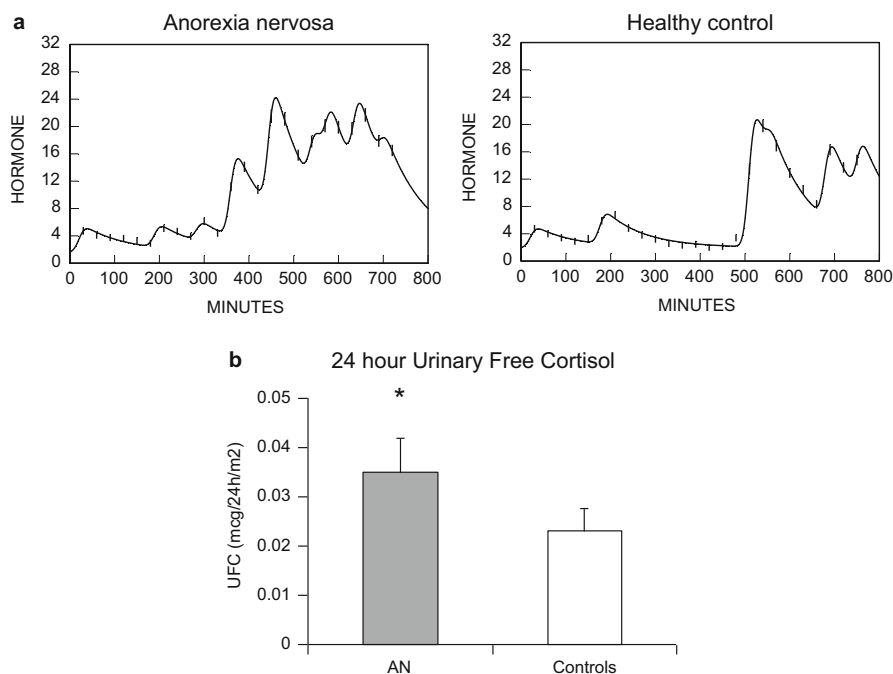 a
Anorexia nervosa
Healthy control
32
28
24
20
16
12
8
4
0
HORMONE
0 100 200 300 400 500 600 700 800
MINUTES
32
28
24
20
16
12
8
4
0
HORMONE
0 100 200 300 400 500 600 700 800
MINUTES
b 24 hour Urinary Free Cortisol
0.05
0.04
0.03
0.02
0.01
0
UFC (mcg/24h/m2)
*
AN Controls